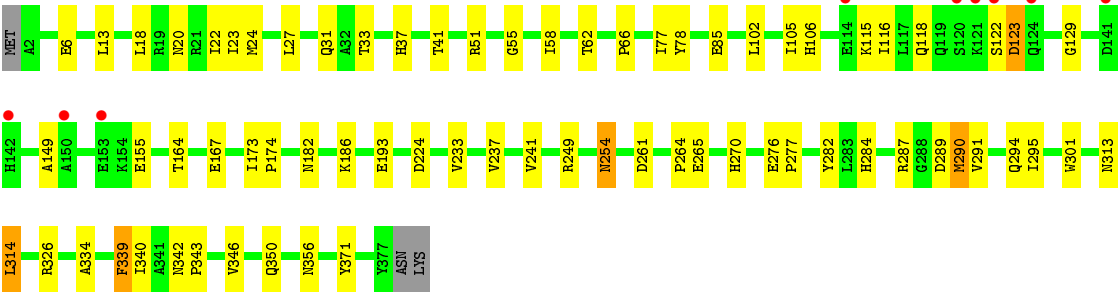 MET A2 E6 L13 L18 R19 N20 R21 I22 I23 M24 L27 Q31 A32 T33 H37 T41 R51 G55 I58 T62 P66 I77 Y78 E85 L102 I105 H106 E114 K115 I116 L117 Q118 Q119 S120 K121 S122 D123 Q124 G129 D141
H142 A149 A150 E153 K154 E155 T164 E167 I173 P174 N182 K186 E193 D224 V233 V237 V241 R249 N254 D261 P264 E265 H270 E276 P277 Y282 L283 H284 R287 G288 D289 M290 V291 Q294 I295 W301 N313
L314 R326 A334 F339 I340 A341 N342 P343 V346 Q350 N356 Y371 Y377 ASN LYS